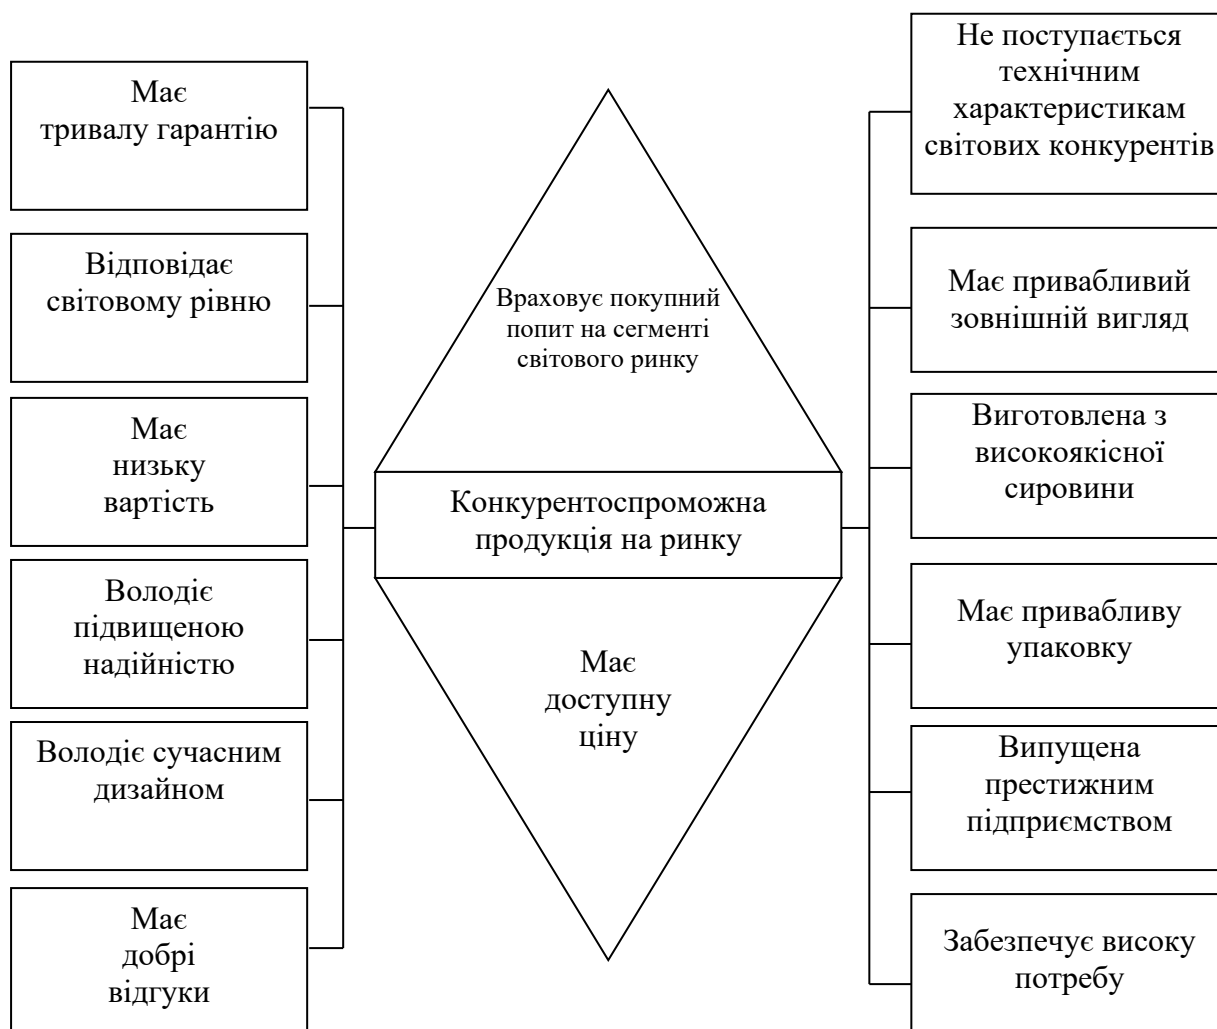 Має
тривалу гарантію
Відповідає
світовому рівню
Має
низьку
вартість
Володіє
підвищеною
надійністю
Володіє сучасним
дизайном
Має
добрі
відгуки
Враховує покупний
попит на сегменті
світового ринку
Конкурентоспроможна
продукція на ринку
Має
доступну
ціну
Не поступається
технічним
характеристикам
світових конкурентів
Має привабливий
зовнішній вигляд
Виготовлена з
високоякісної
сировини
Має привабливу
упаковку
Випущена
престижним
підприємством
Забезпечує високу
потребу